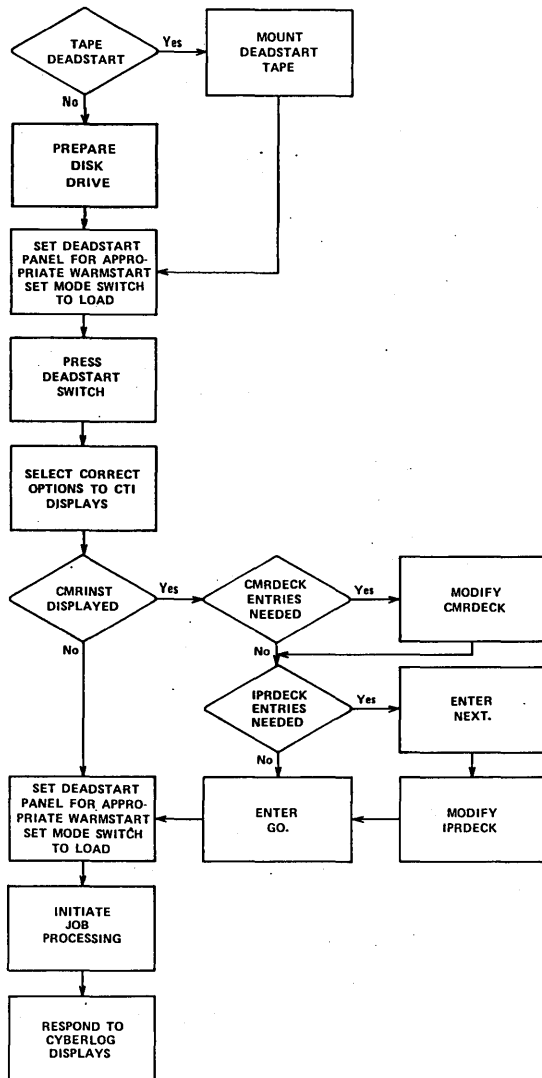 TAPE
DEADSTART
Yes
MOUNT
DEADSTART
TAPE
No
PREPARE
DISK
DRIVE
SET DEADSTART
PANEL FOR APPRO-
PRIATE WARMSTART
SET MODE SWITCH
TO LOAD
PRESS
DEADSTART
SWITCH
SELECT CORRECT
OPTIONS TO CTI
DISPLAYS
CMRINST
DISPLAYED
Yes
CMRDECK
ENTRIES
NEEDED
Yes
MODIFY
CMRDECK
No
No
IPRDECK
ENTRIES
NEEDED
Yes
ENTER
NEXT.
No
SET DEADSTART
PANEL FOR APPRO-
PRIATE WARMSTART
SET MODE SWITCH
TO LOAD
ENTER
GO.
MODIFY
IPRDECK
INITIATE
JOB
PROCESSING
RESPOND TO
CYBERLOG
DISPLAYS